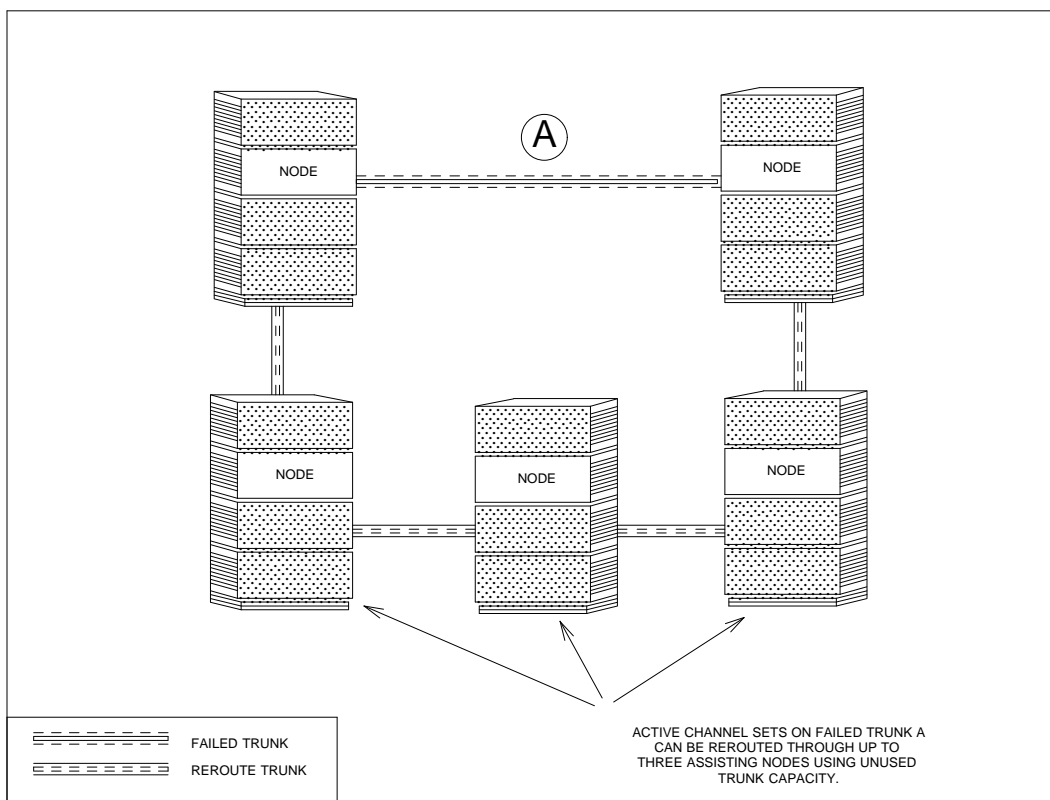 A
NODE
NODE
NODE
NODE
NODE
FAILED TRUNK
REROUTE TRUNK
ACTIVE CHANNEL SETS ON FAILED TRUNK A
CAN BE REROUTED THROUGH UP TO
THREE ASSISTING NODES USING UNUSED
TRUNK CAPACITY.